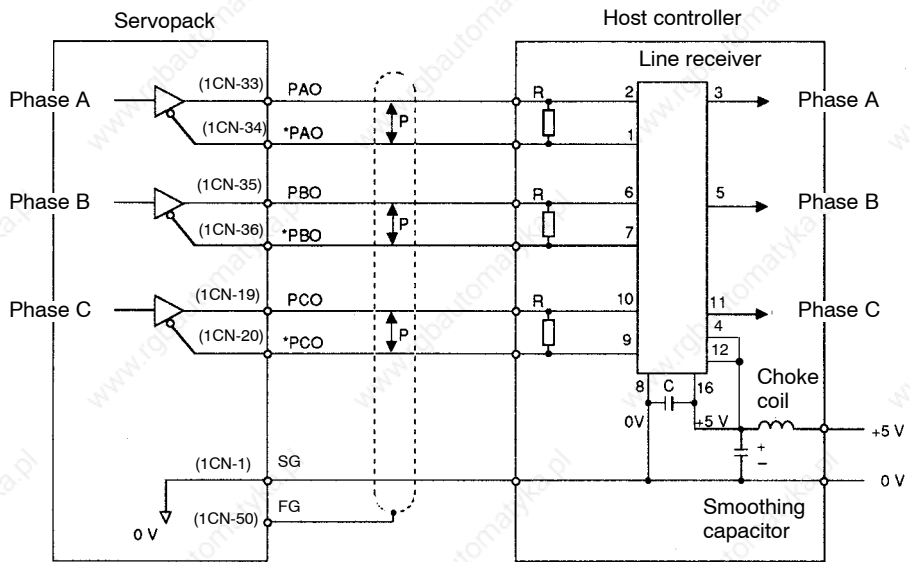 Servopack
Host controller
Line receiver
Phase A
(1CN-33)
PAO
P
R
2
3
Phase A
(1CN-34)
*PAO
1
Phase B
(1CN-35)
PBO
P
R
6
5
Phase B
(1CN-36)
*PBO
7
Phase C
(1CN-19)
PCO
P
R
10
11
Phase C
(1CN-20)
*PCO
9
4
12
8
C
16
Choke
coil
0V
+5 V
+5 V
+
−
(1CN-1)
SG
0 V
(1CN-50)
FG
0 V
Smoothing
capacitor
www.rgbautomatyka.pl